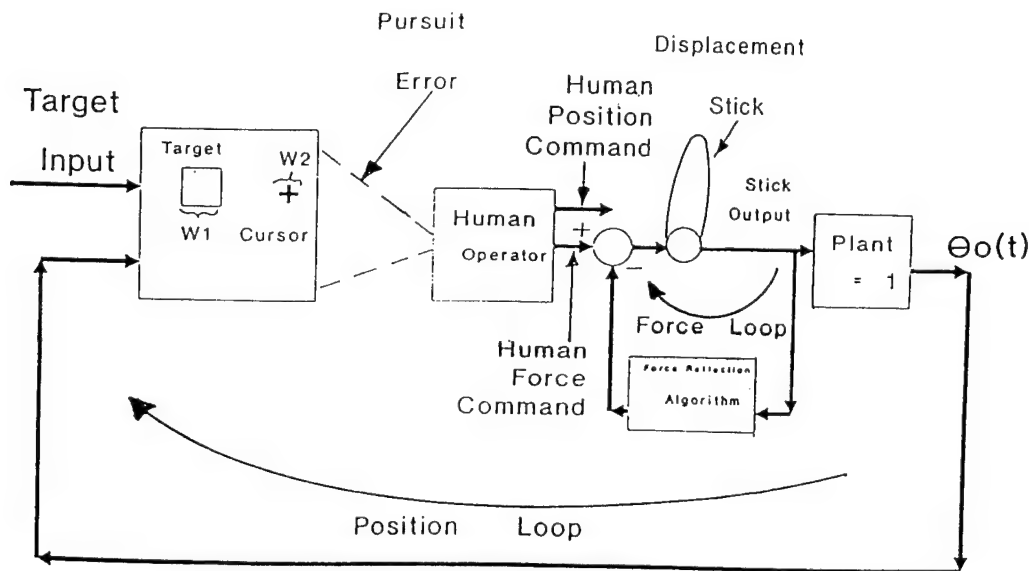 Pursuit
Displacement
Error
Human
Position
Command
Stick
Target
Input
Target
W1
W2
+
Cursor
Human
Operator
+
−
Stick
Output
Plant
= 1
Θo(t)
Force Loop
Human
Force
Command
Force Reflection
Algorithm
Position Loop